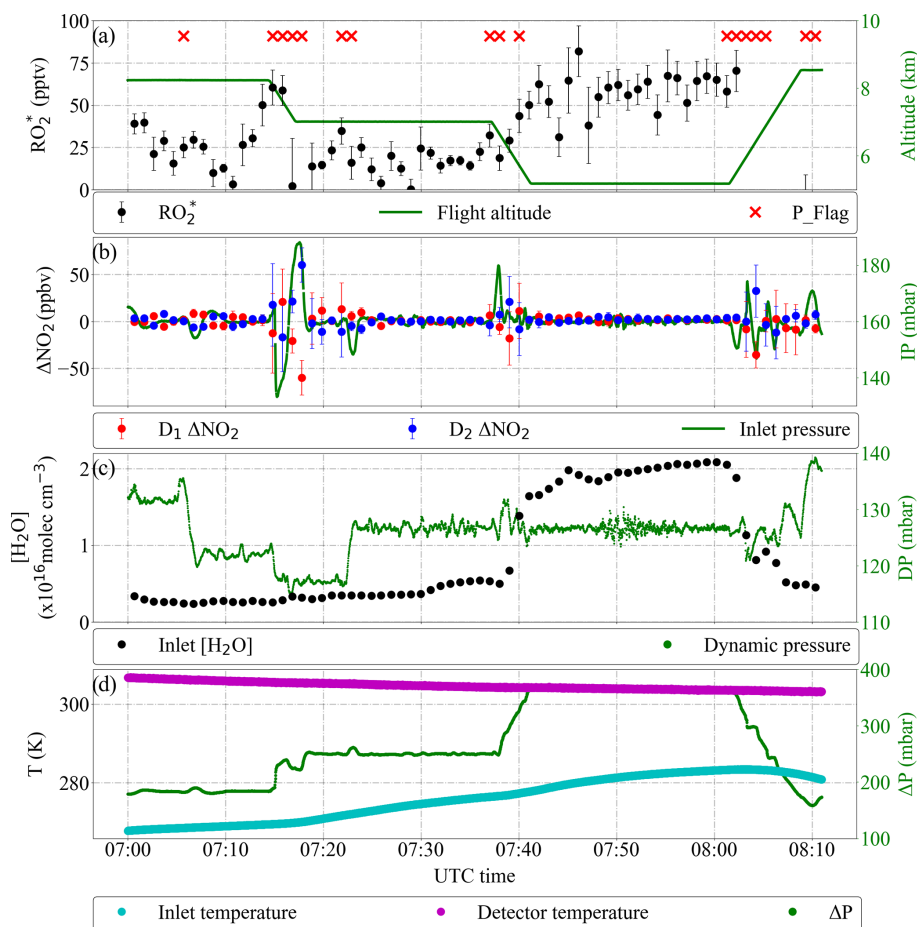 (a)
RO₂* (pptv)
100
75
50
25
0
Altitude (km)
10
8
6
RO₂*
Flight altitude
P_Flag
(b)
ΔNO₂ (ppbv)
50
0
−50
IP (mbar)
180
160
140
D₁ ΔNO₂
D₂ ΔNO₂
Inlet pressure
(c)
[H₂O]
(x10¹⁶molec cm⁻³)
2
1
0
DP (mbar)
140
130
120
110
Inlet [H₂O]
Dynamic pressure
(d)
T (K)
300
280
ΔP (mbar)
400
300
200
100
07:00 07:10 07:20 07:30 07:40 07:50 08:00 08:10
UTC time
Inlet temperature
Detector temperature
ΔP